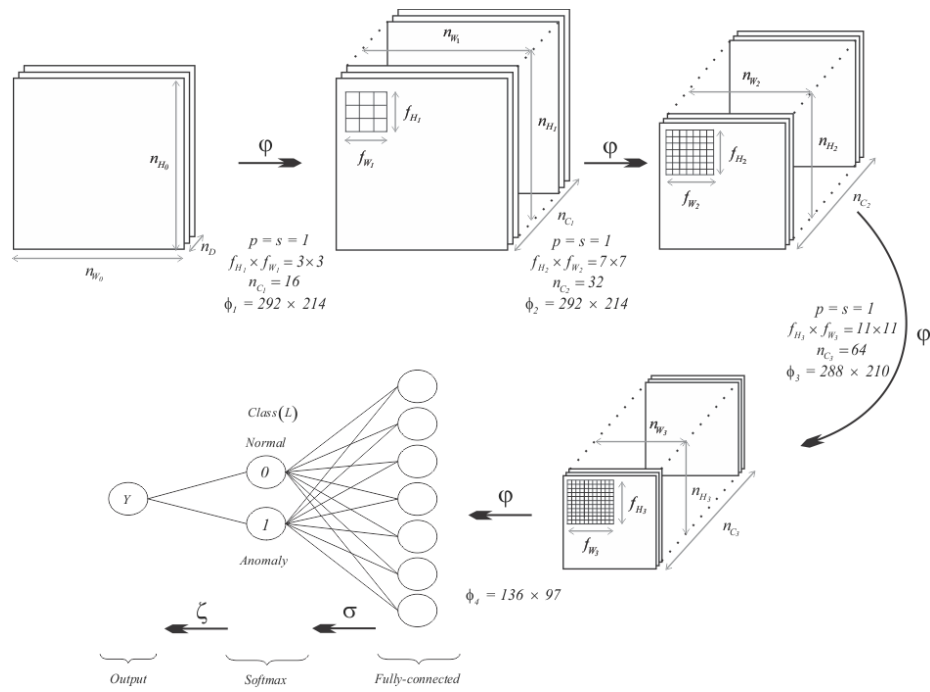 n_{H_0}
n_D
n_{W_0}
φ
p = s = 1
f_{H_1} × f_{W_1} = 3×3
n_{C_1} = 16
ϕ_1 = 292 × 214
n_{W_1}
n_{H_1}
f_{H_1}
f_{W_1}
n_{C_1}
φ
p = s = 1
f_{H_2} × f_{W_2} = 7×7
n_{C_2} = 32
ϕ_2 = 292 × 214
n_{W_2}
n_{H_2}
f_{H_2}
f_{W_2}
n_{C_2}
φ
p = s = 1
f_{H_3} × f_{W_3} = 11×11
n_{C_3} = 64
ϕ_3 = 288 × 210
n_{W_3}
n_{H_3}
f_{H_3}
f_{W_3}
n_{C_3}
φ
ϕ_4 = 136 × 97
Class(L)
Normal
0
1
Anomaly
Y
ζ
σ
Output
Softmax
Fully-connected